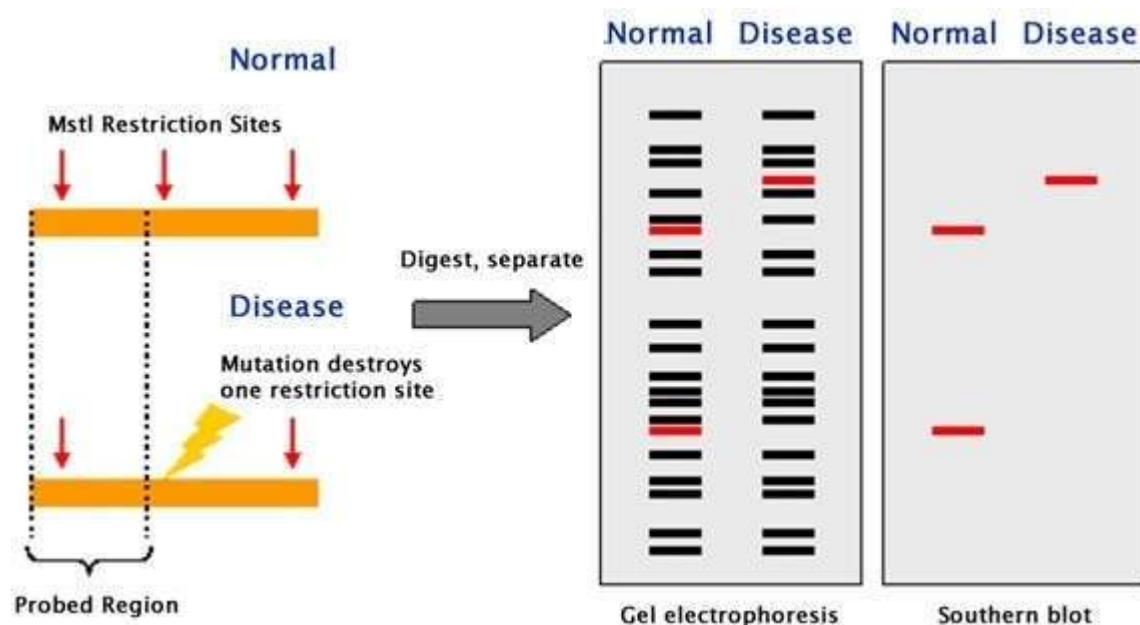 Normal
MstI Restriction Sites
Disease
Mutation destroys
one restriction site
Probed Region
Digest, separate
Normal Disease
Gel electrophoresis
Normal Disease
Southern blot